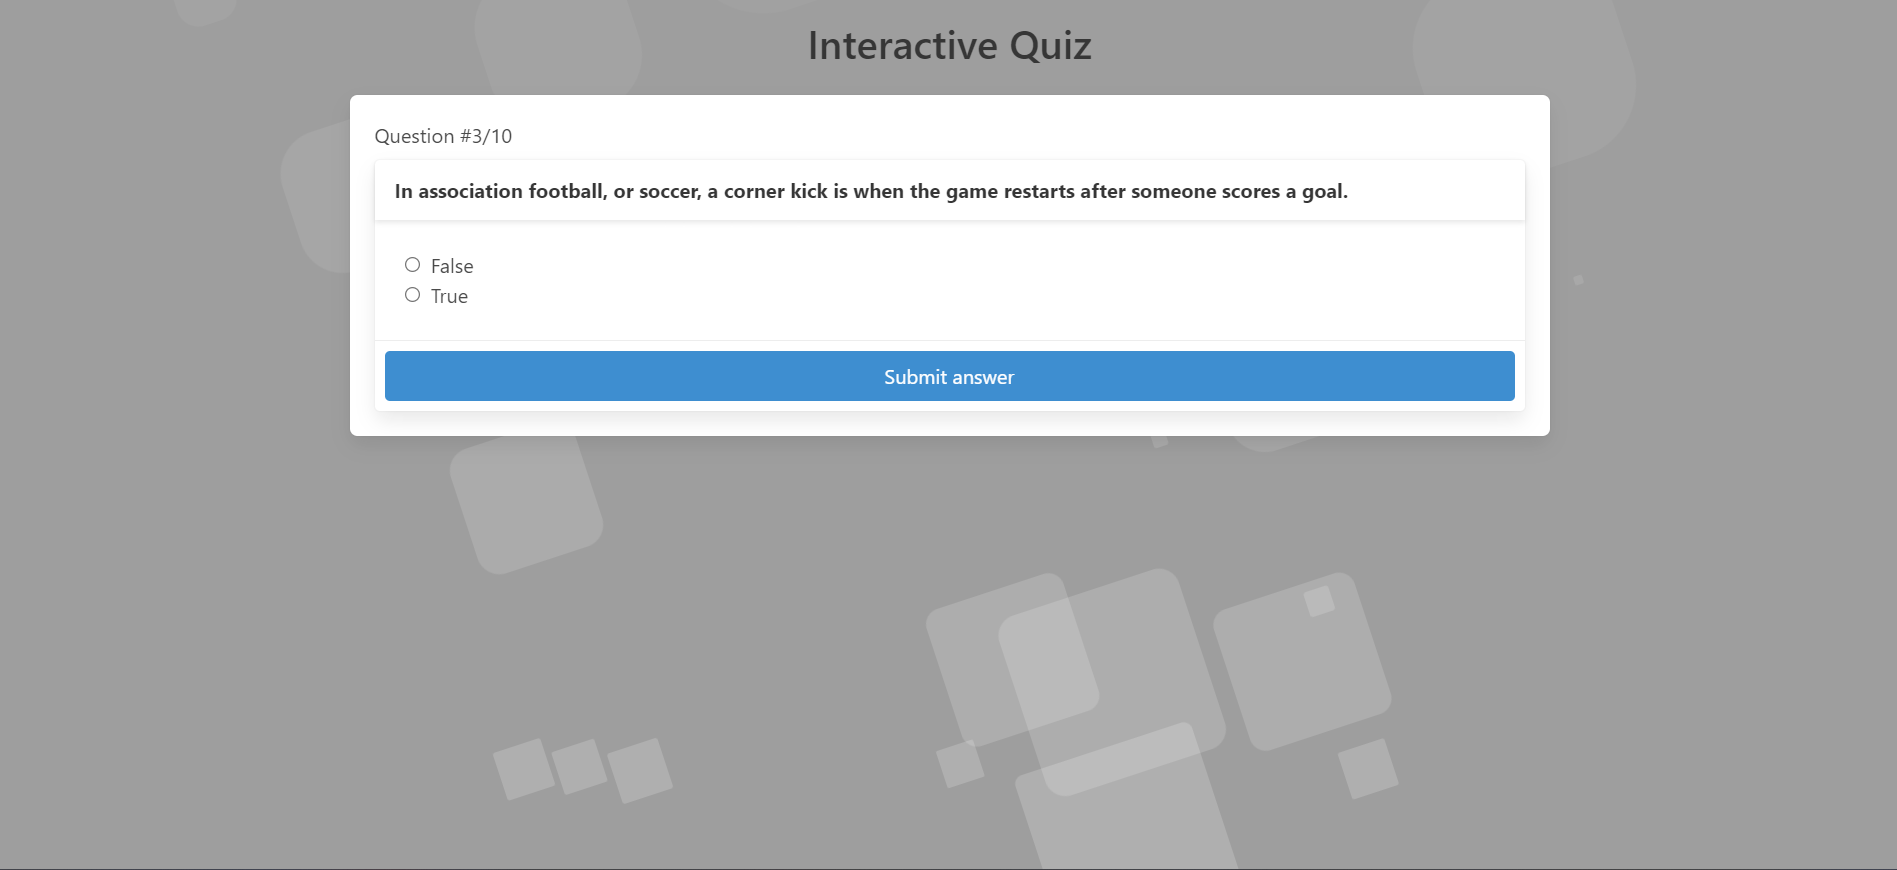 Interactive Quiz
Question #3/10
In association football, or soccer, a corner kick is when the game restarts after someone scores a goal.
False
True
Submit answer